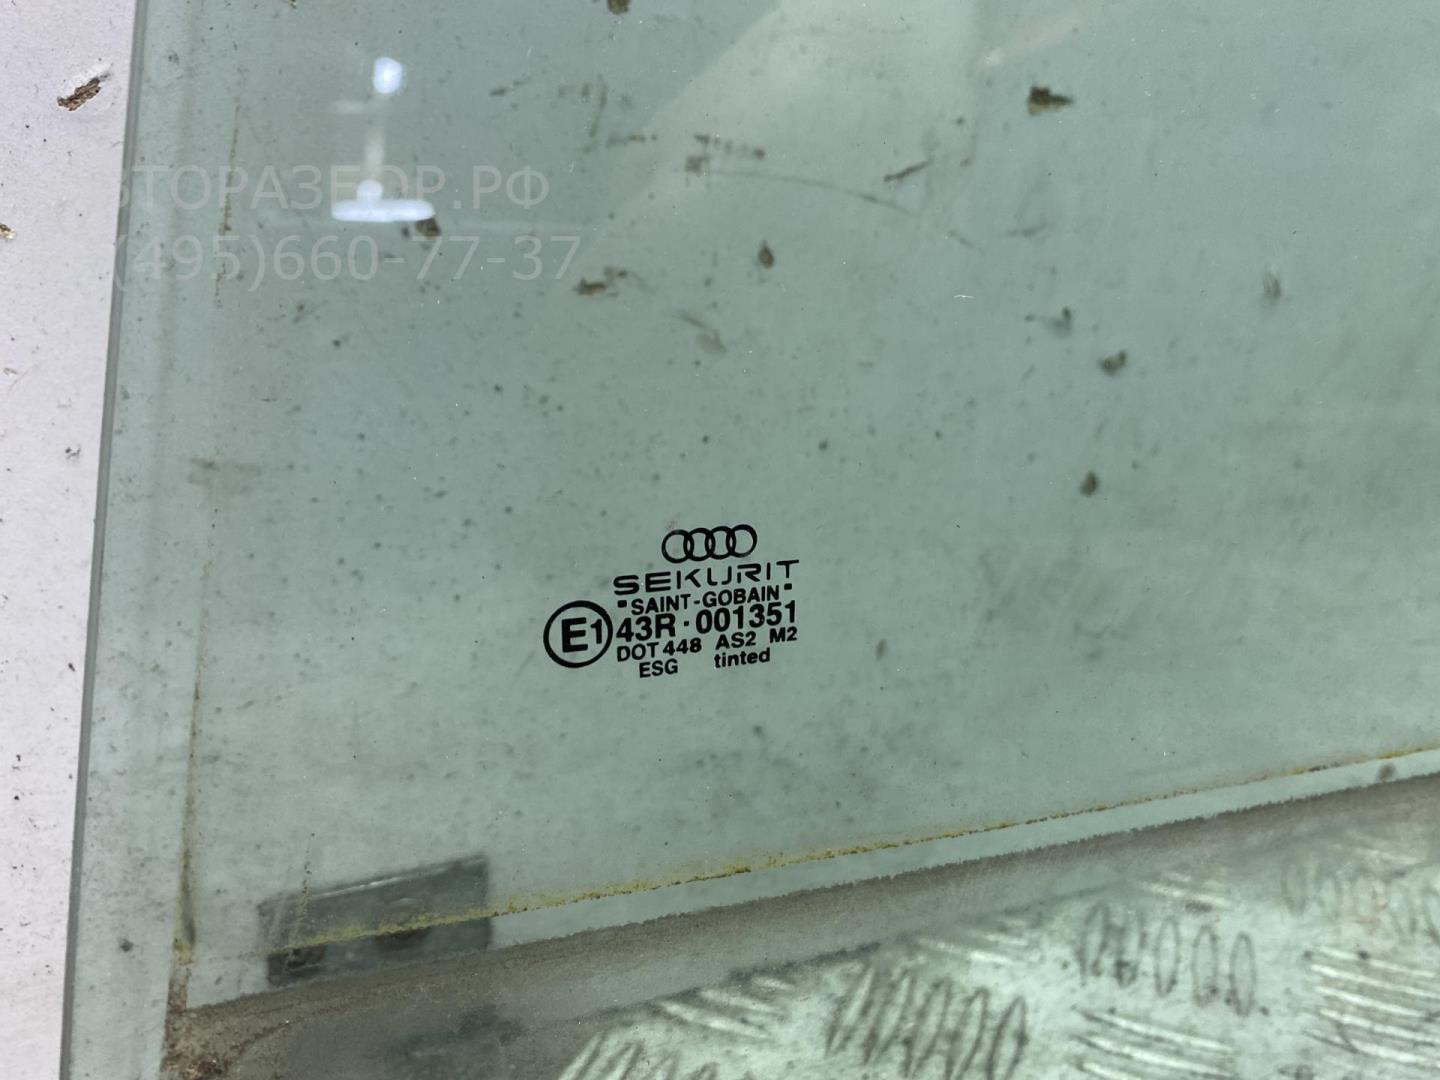 ТОРАЗБОР.РФ
(495)660-77-37
SEKURIT
"SAINT-GOBAIN"
E1 43R·001351
DOT 448 AS2 M2
ESG tinted